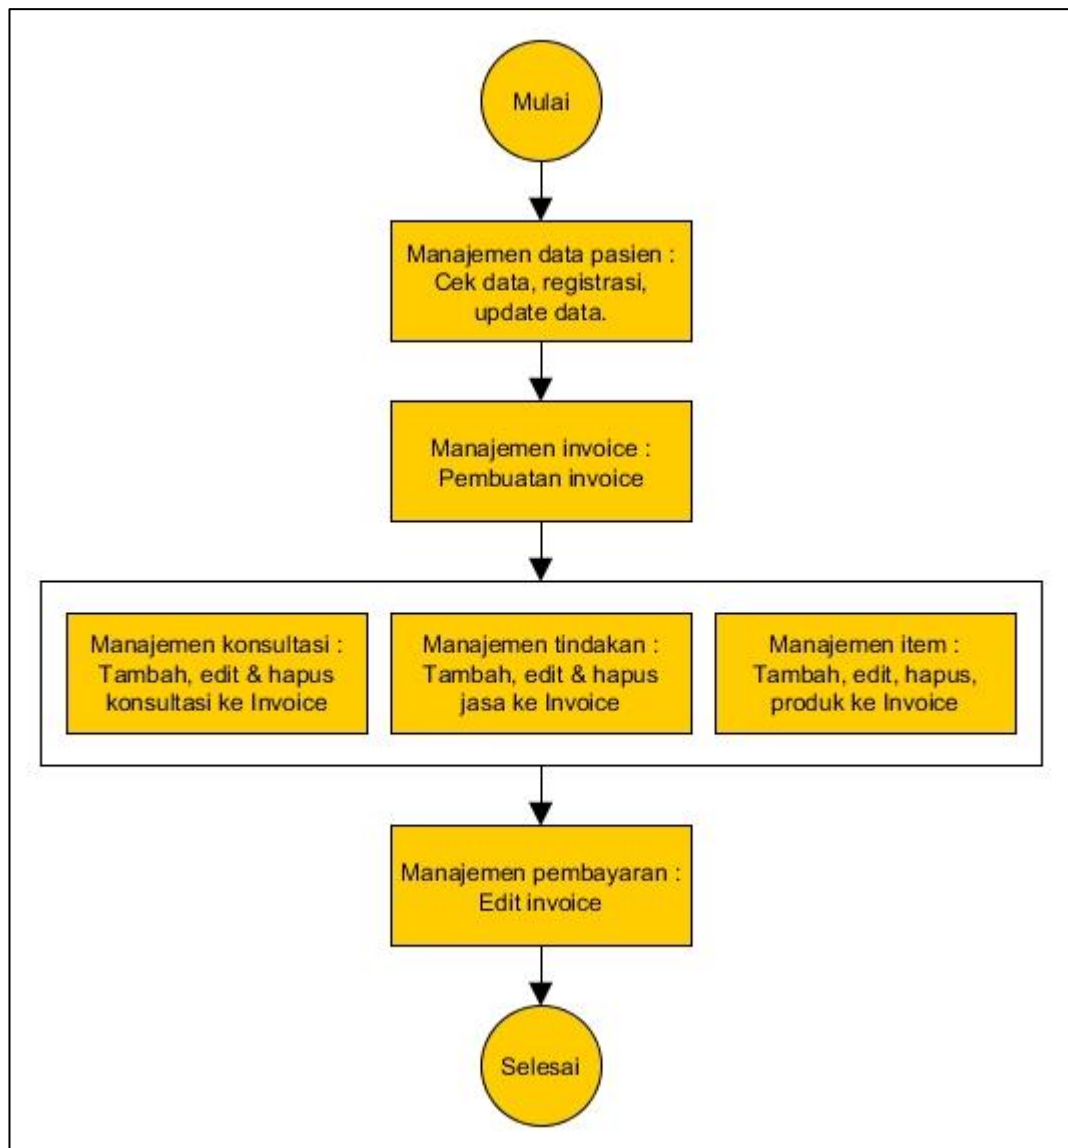 Mulai
Manajemen data pasien :
Cek data, registrasi,
update data.
Manajemen invoice :
Pembuatan invoice
Manajemen konsultasi :
Tambah, edit & hapus
konsultasi ke Invoice
Manajemen tindakan :
Tambah, edit & hapus
jasa ke Invoice
Manajemen item :
Tambah, edit, hapus,
produk ke Invoice
Manajemen pembayaran :
Edit invoice
Selesai